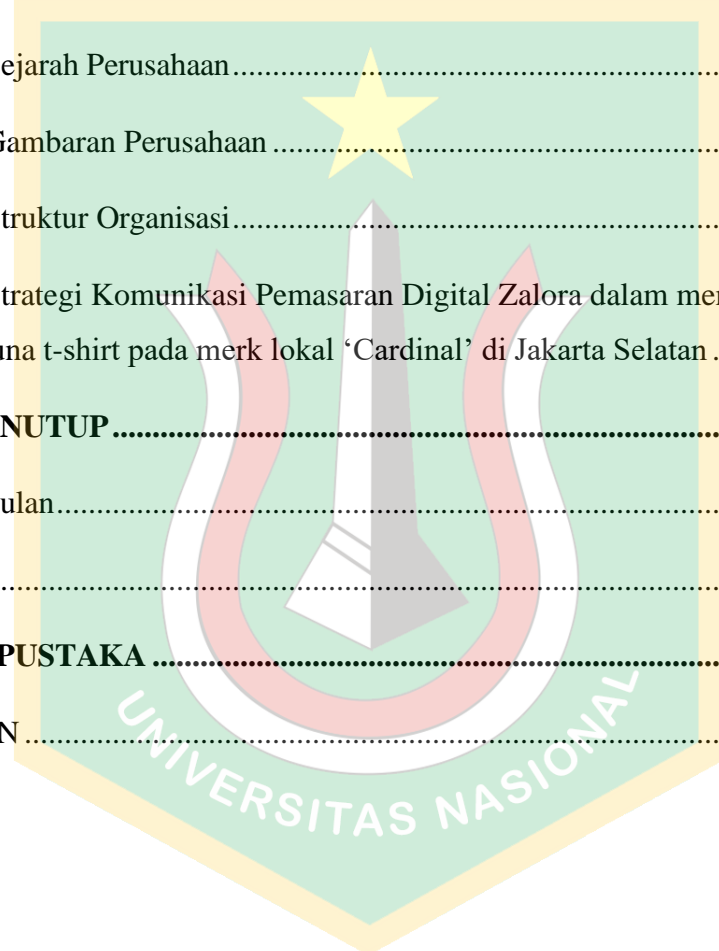 ejarah Perusahaan........................................................
Gambaran Perusahaan ........................................................
truktur Organisasi........................................................
trategi Komunikasi Pemasaran Digital Zalora dalam mer
una t-shirt pada merk lokal ‘Cardinal’ di Jakarta Selatan .
NUTUP........................................................
ulan........................................................
........................................................
PUSTAKA ........................................................
N........................................................
UNIVERSITAS NASIONAL